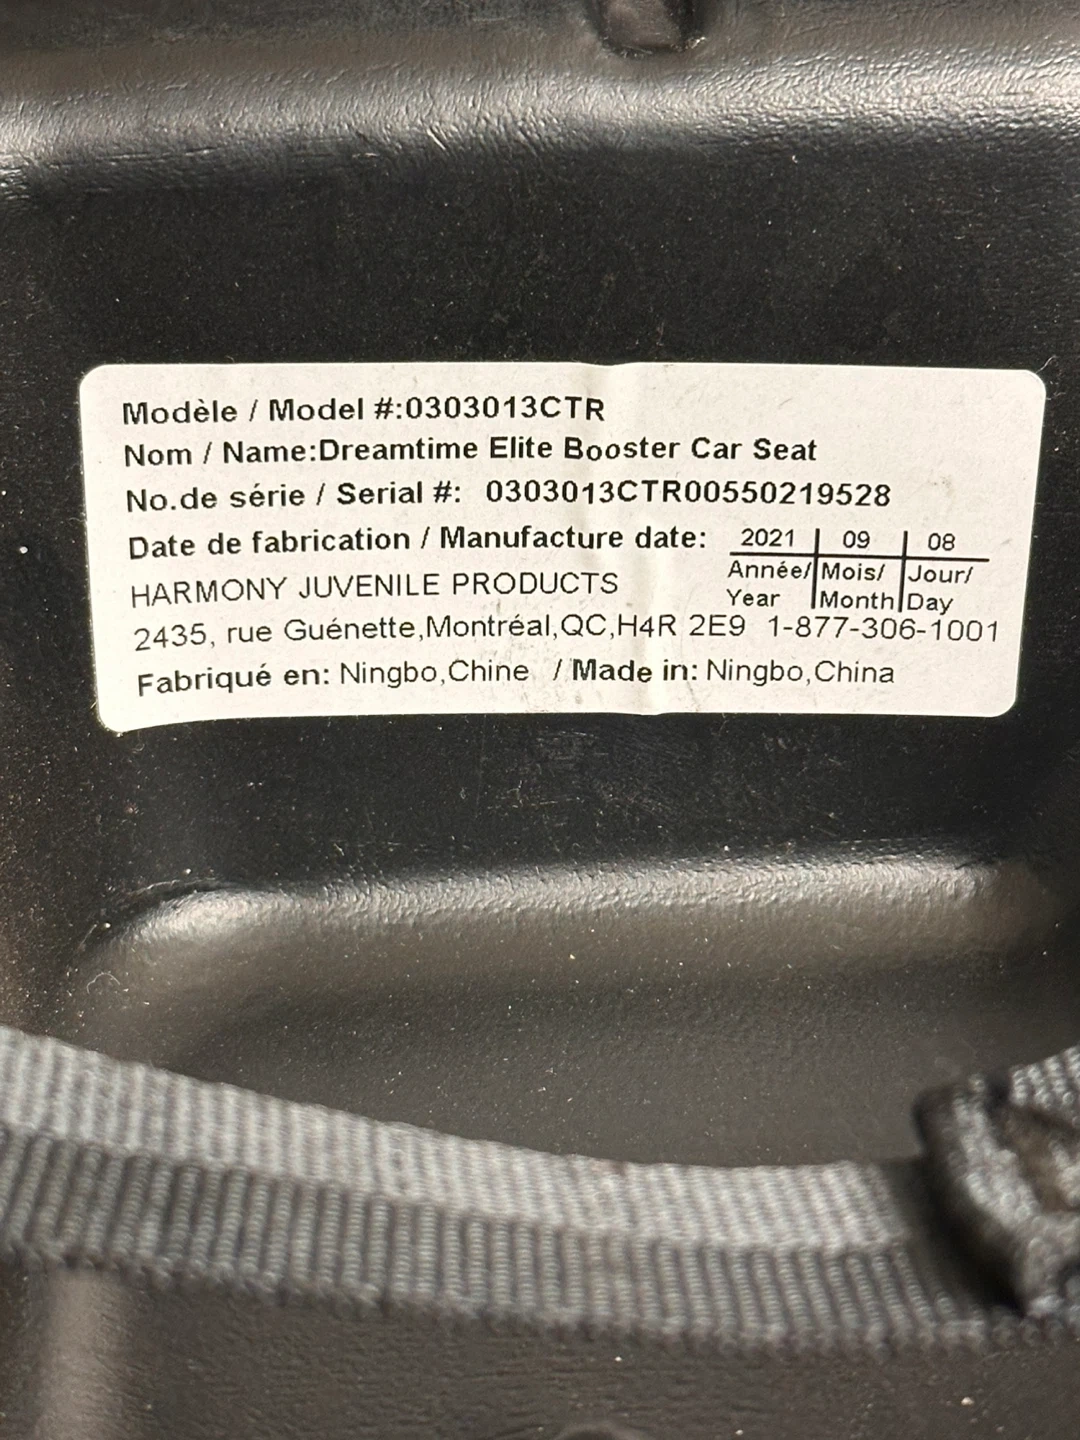 Modèle / Model #:0303013CTR
Nom / Name:Dreamtime Elite Booster Car Seat
No.de série / Serial #: 0303013CTR00550219528
Date de fabrication / Manufacture date: 2021 | 09 | 08
Année/ Mois/ Jour/
Year Month Day
HARMONY JUVENILE PRODUCTS
2435, rue Guénette,Montréal,QC,H4R 2E9 1-877-306-1001
Fabriqué en: Ningbo,Chine / Made in: Ningbo,China